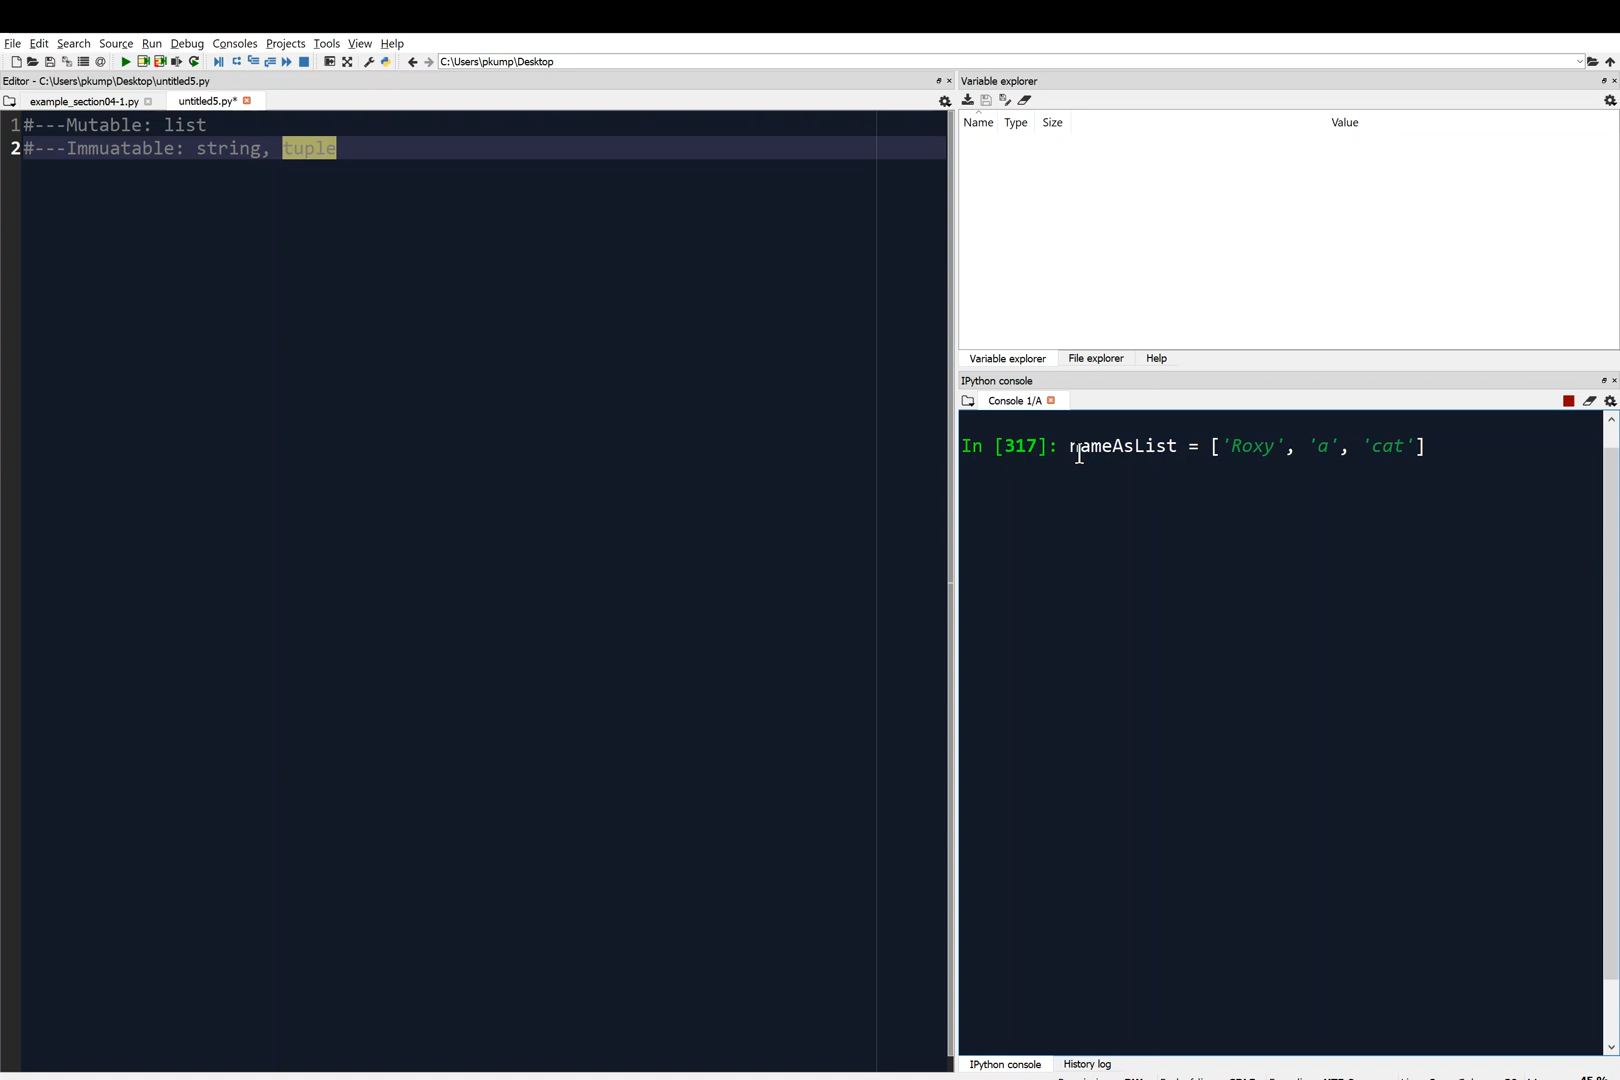 File Edit Search Source Run Debug Consoles Projects Tools View Help
C:\Users\pkump\Desktop
Editor - C:\Users\pkump\Desktop\untitled5.py
example_section04-1.py untitled5.py*
1 #---Mutable: list
2 #---Immuatable: string, tuple
Variable explorer
Name Type Size Value
Variable explorer File explorer Help
IPython console
Console 1/A
In [317]: nameAsList = ['Roxy', 'a', 'cat']
IPython console History log